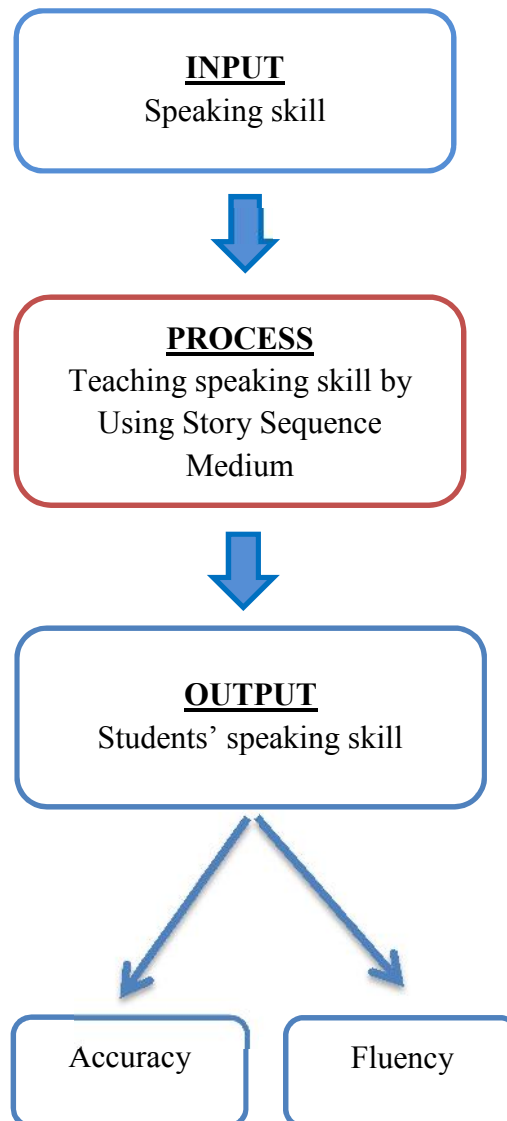 INPUT
Speaking skill
PROCESS
Teaching speaking skill by
Using Story Sequence
Medium
OUTPUT
Students’ speaking skill
Accuracy
Fluency